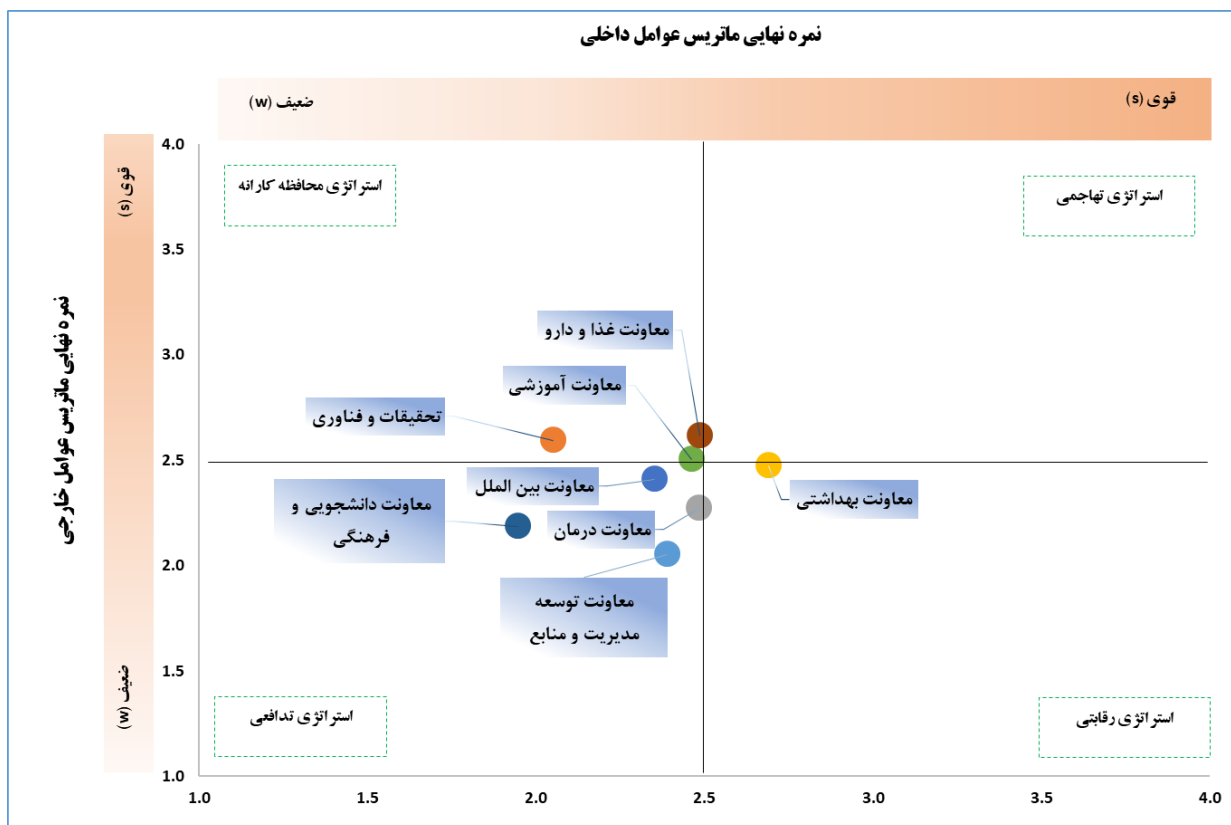 نمره نهایی ماتریس عوامل داخلی
قوی (s)
ضعیف (w)
نمره نهایی ماتریس عوامل خارجی
قوی (s)
ضعیف (w)
4.0
3.5
3.0
2.5
2.0
1.5
1.0
استراتژی تهاجمی
استراتژی محافظه کارانه
معاونت غذا و دارو
معاونت آموزشی
تحقیقات و فناوری
معاونت بین الملل
معاونت بهداشتی
معاونت دانشجویی و
فرهنگی
معاونت درمان
معاونت توسعه
مدیریت و منابع
استراتژی رقابتی
استراتژی تدافعی
1.0 1.5 2.0 2.5 3.0 3.5 4.0